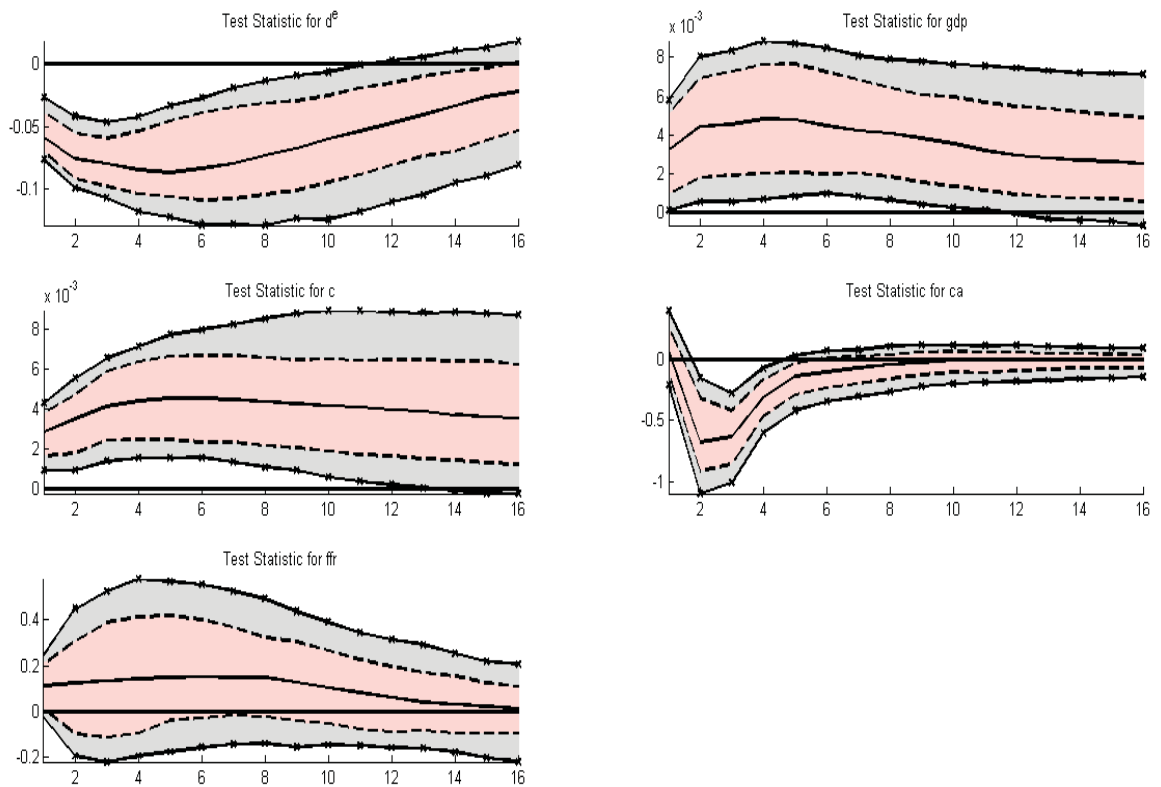 Test Statistic for dᵉ
0
-0.05
-0.1
2 4 6 8 10 12 14 16
Test Statistic for gdp
x 10⁻³
8
6
4
2
0
2 4 6 8 10 12 14 16
Test Statistic for c
x 10⁻³
8
6
4
2
0
2 4 6 8 10 12 14 16
Test Statistic for ca
0
-0.5
-1
2 4 6 8 10 12 14 16
Test Statistic for ffr
0.4
0.2
0
-0.2
2 4 6 8 10 12 14 16